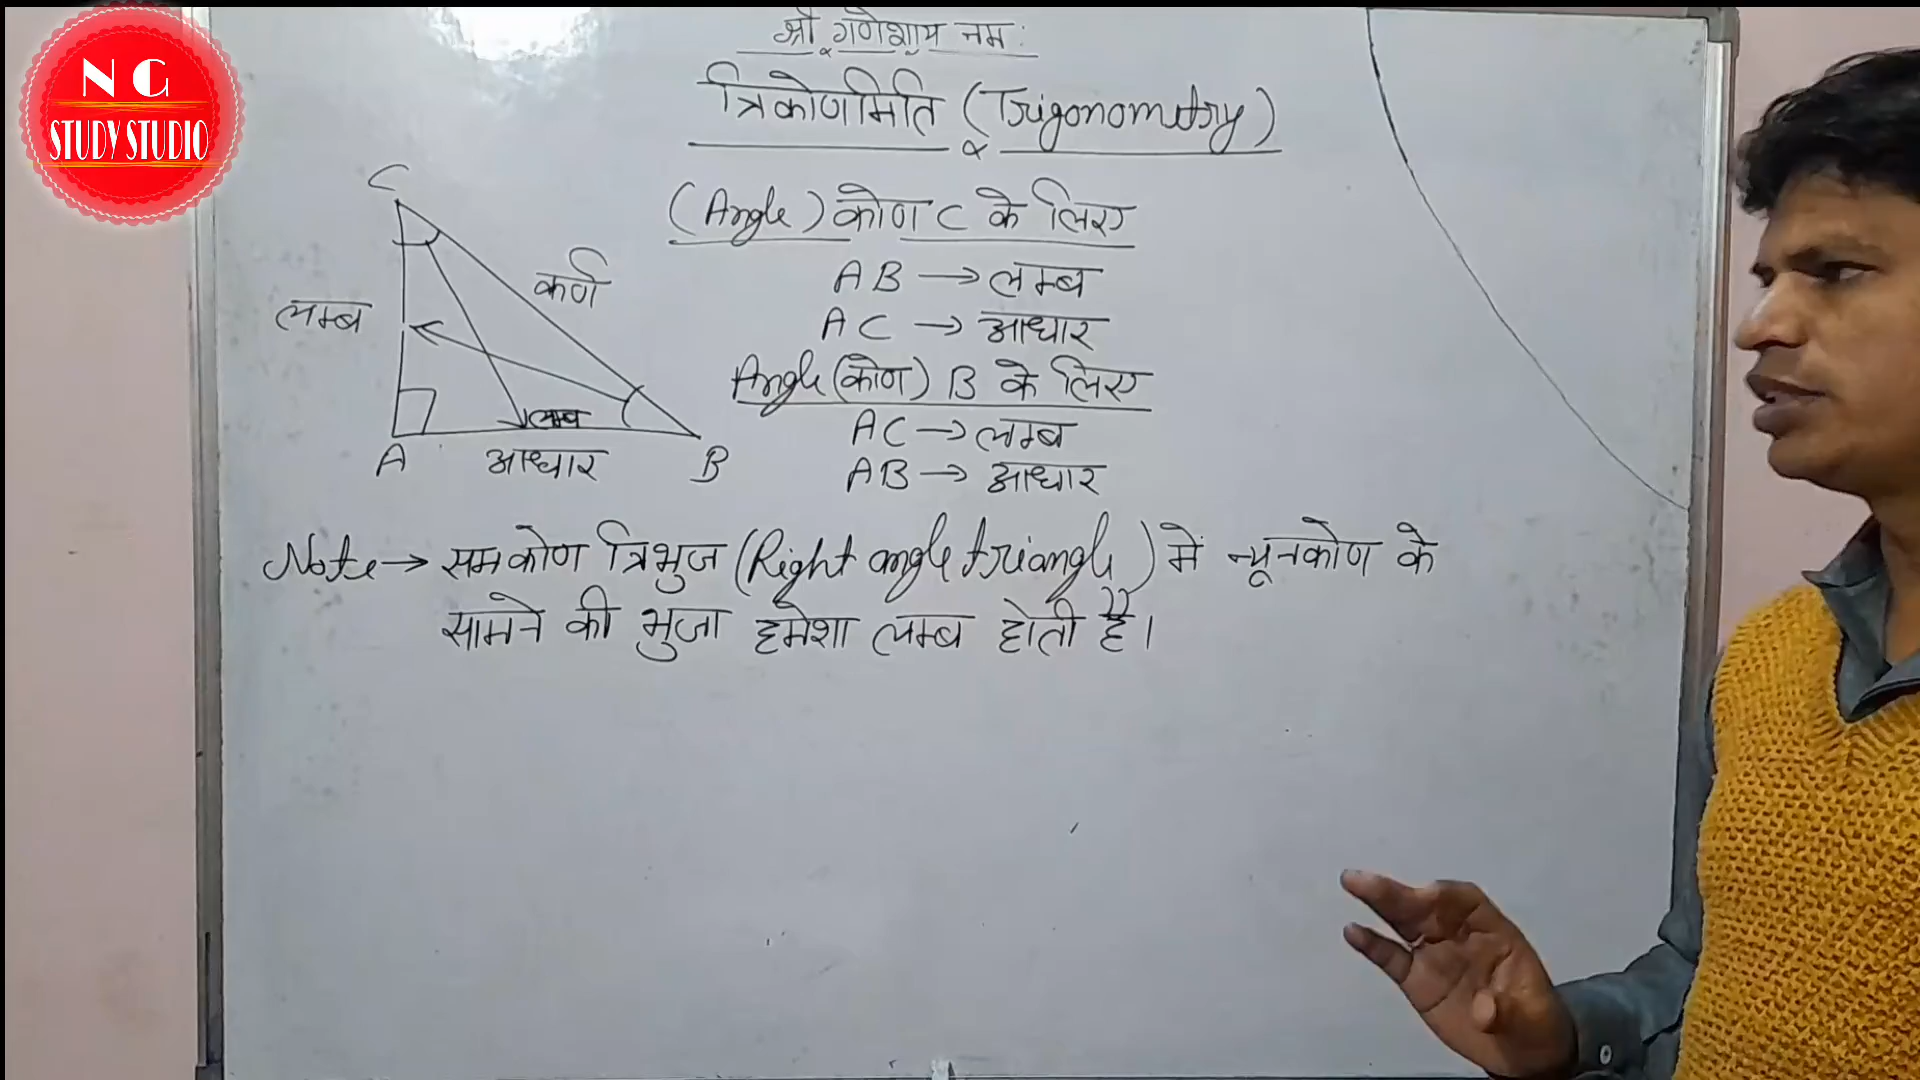 N G
STUDY STUDIO
श्री गणेशाय नमः
त्रिकोणमिति (Trigonometry)
C
लम्ब
कर्ण
लम्ब
A
आधार
B
(Angle) कोण C के लिए
AB → लम्ब
AC → आधार
Angle (कोण) B के लिए
AC → लम्ब
AB → आधार
Note → समकोण त्रिभुज (Right angle triangle) में न्यूनकोण के
सामने की भुजा हमेशा लम्ब होती है।